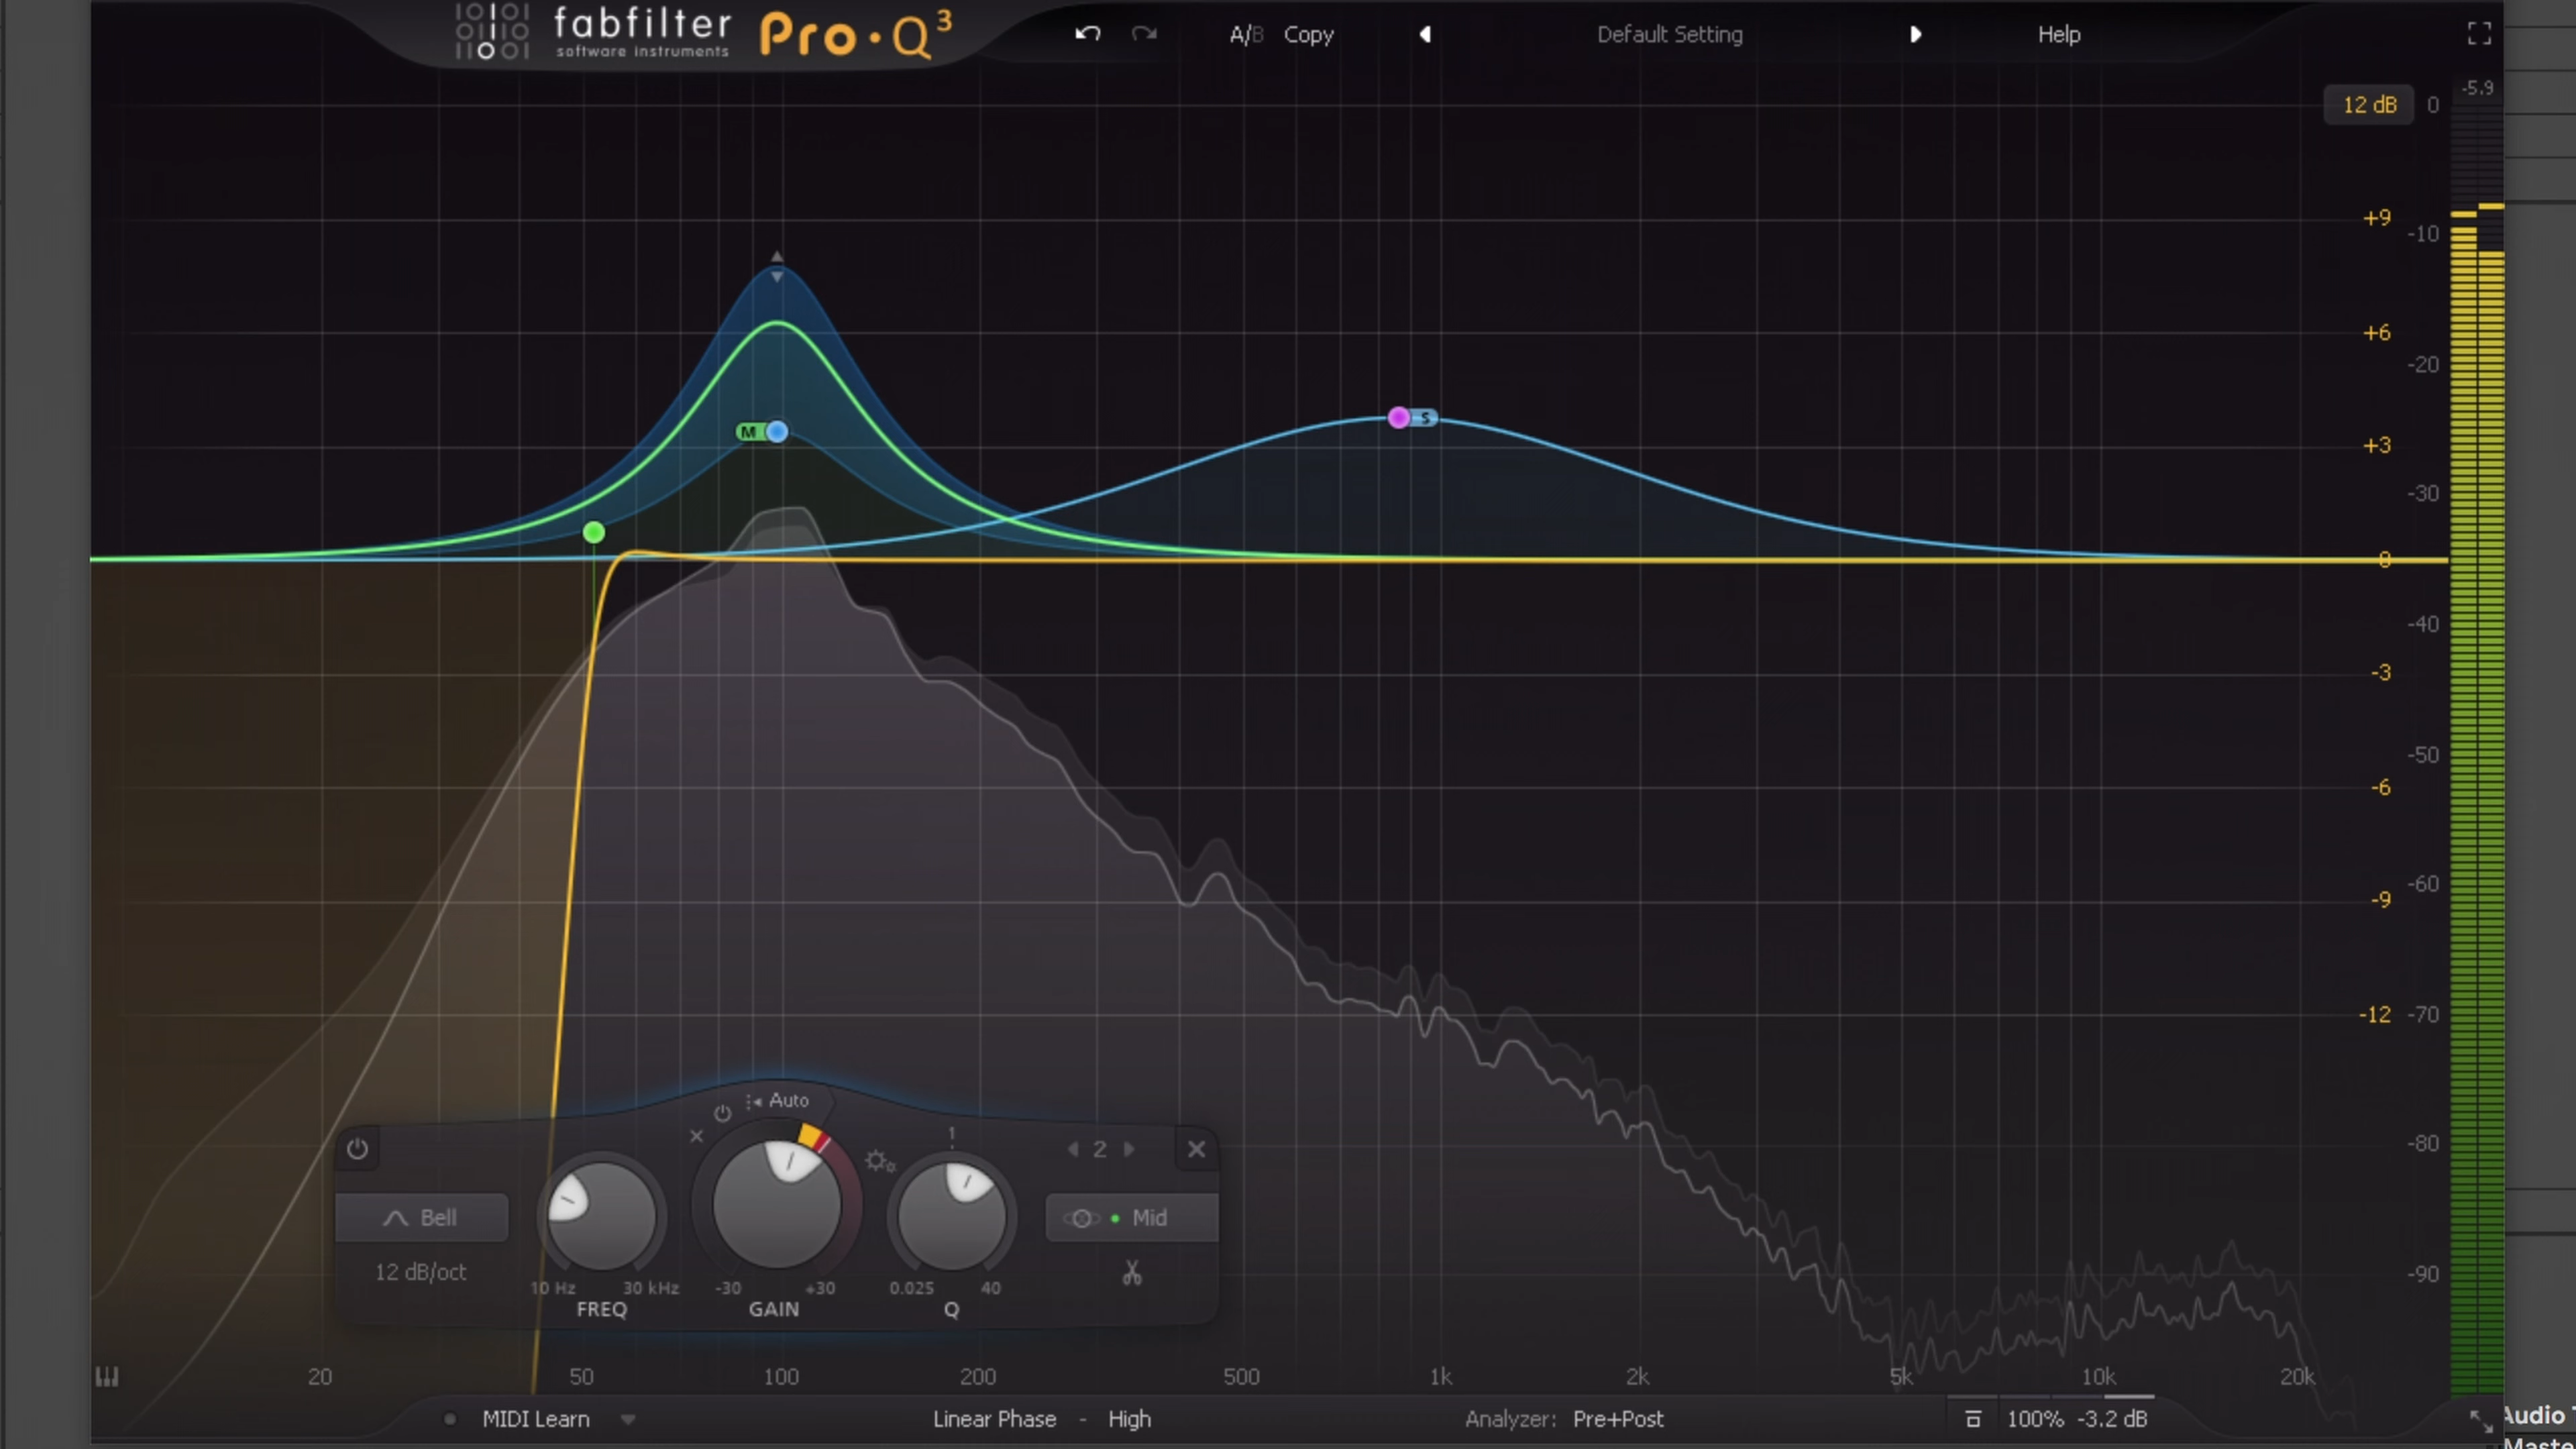 fabfilter
software instruments
Pro·Q³
A/B Copy
Default Setting
Help
12 dB 0 -5.9
+9 -10
+6 -20
+3 -30
0
-40
-3
-50
-6
-60
-9
-12 -70
-80
-90
M
S
Auto
1
2
Bell
12 dB/oct
10 Hz 30 kHz
FREQ
-30 +30
GAIN
0.025 40
Q
Mid
20 50 100 200 500 1k 2k 5k 10k 20k
MIDI Learn
Linear Phase - High
Analyzer: Pre+Post
100% -3.2 dB
Audio